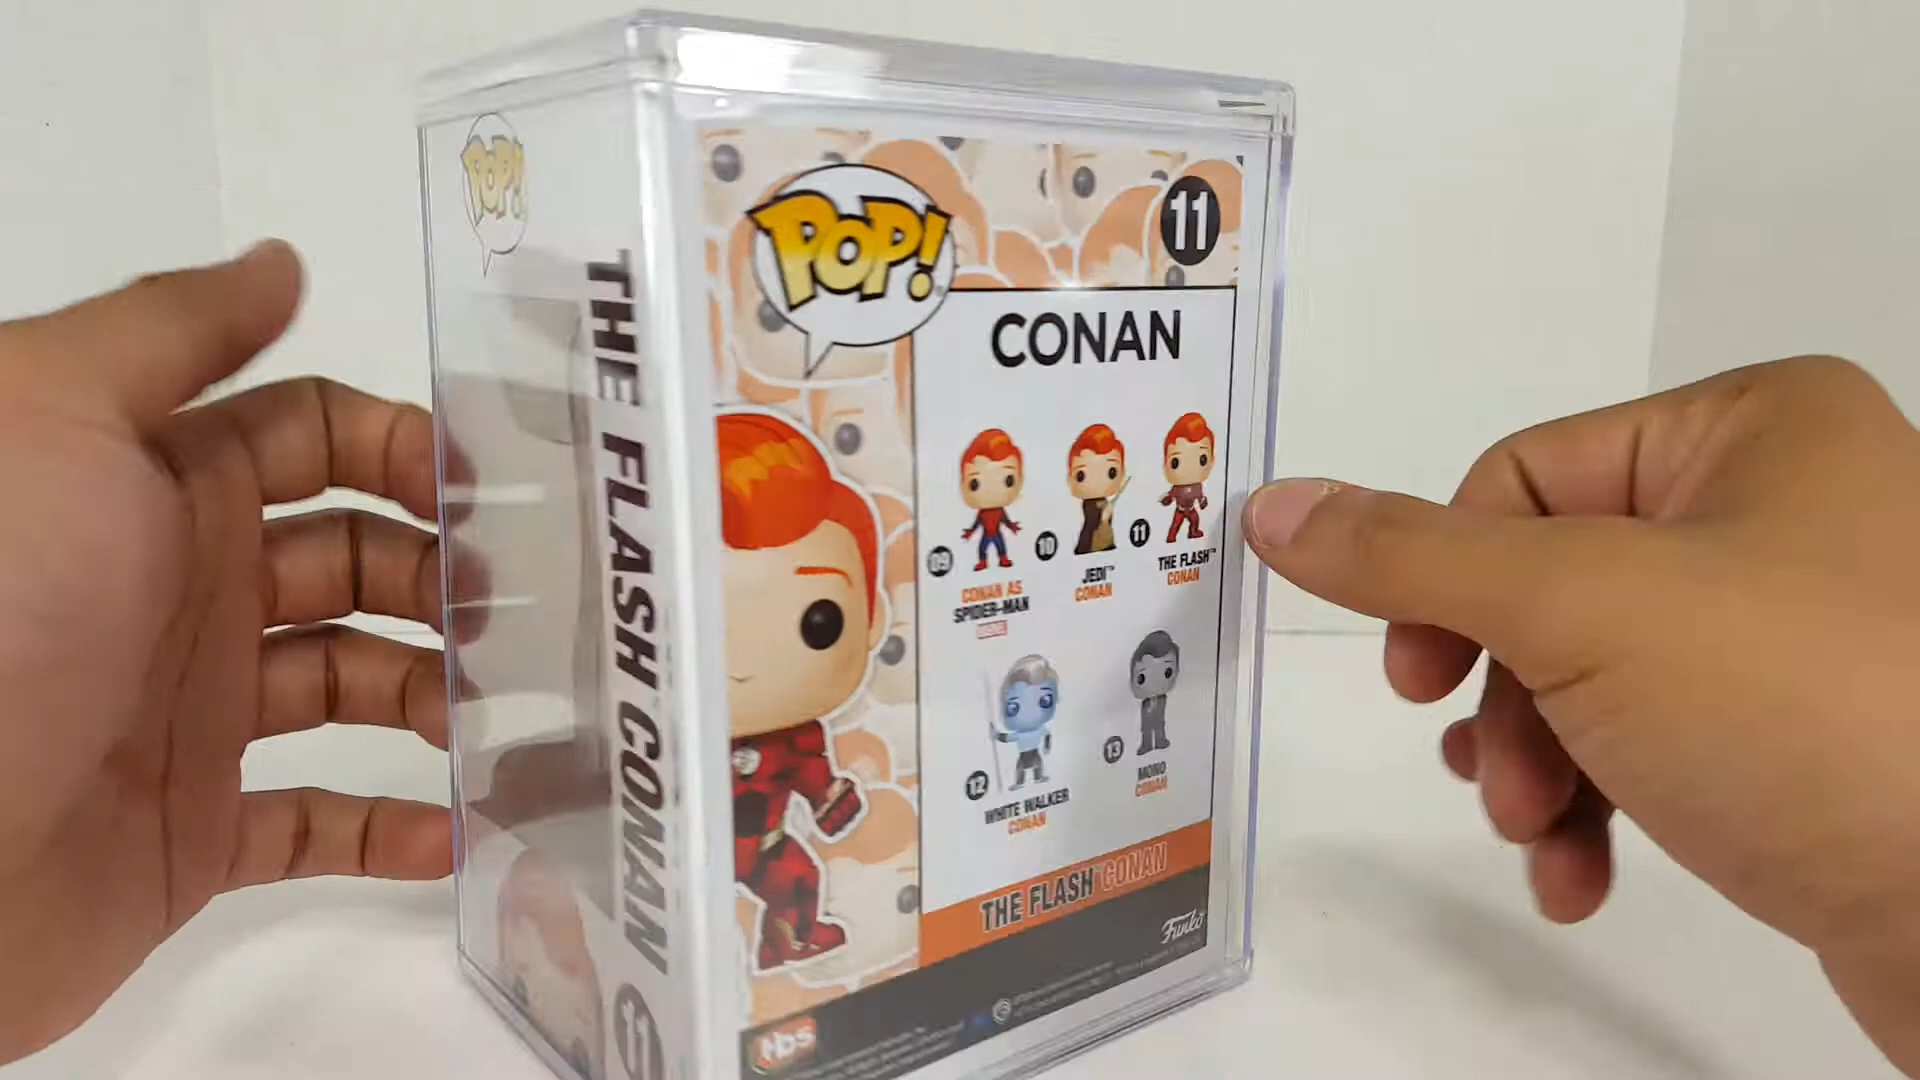 POP!
THE FLASH CONAN
11
POP!
11
CONAN
09
CONAN AS
SPIDER-MAN
10
JEDI™
CONAN
11
THE FLASH™
CONAN
12
WHITE WALKER
CONAN
13
MONO
CONAN
THE FLASH™ CONAN
Funko
tbs